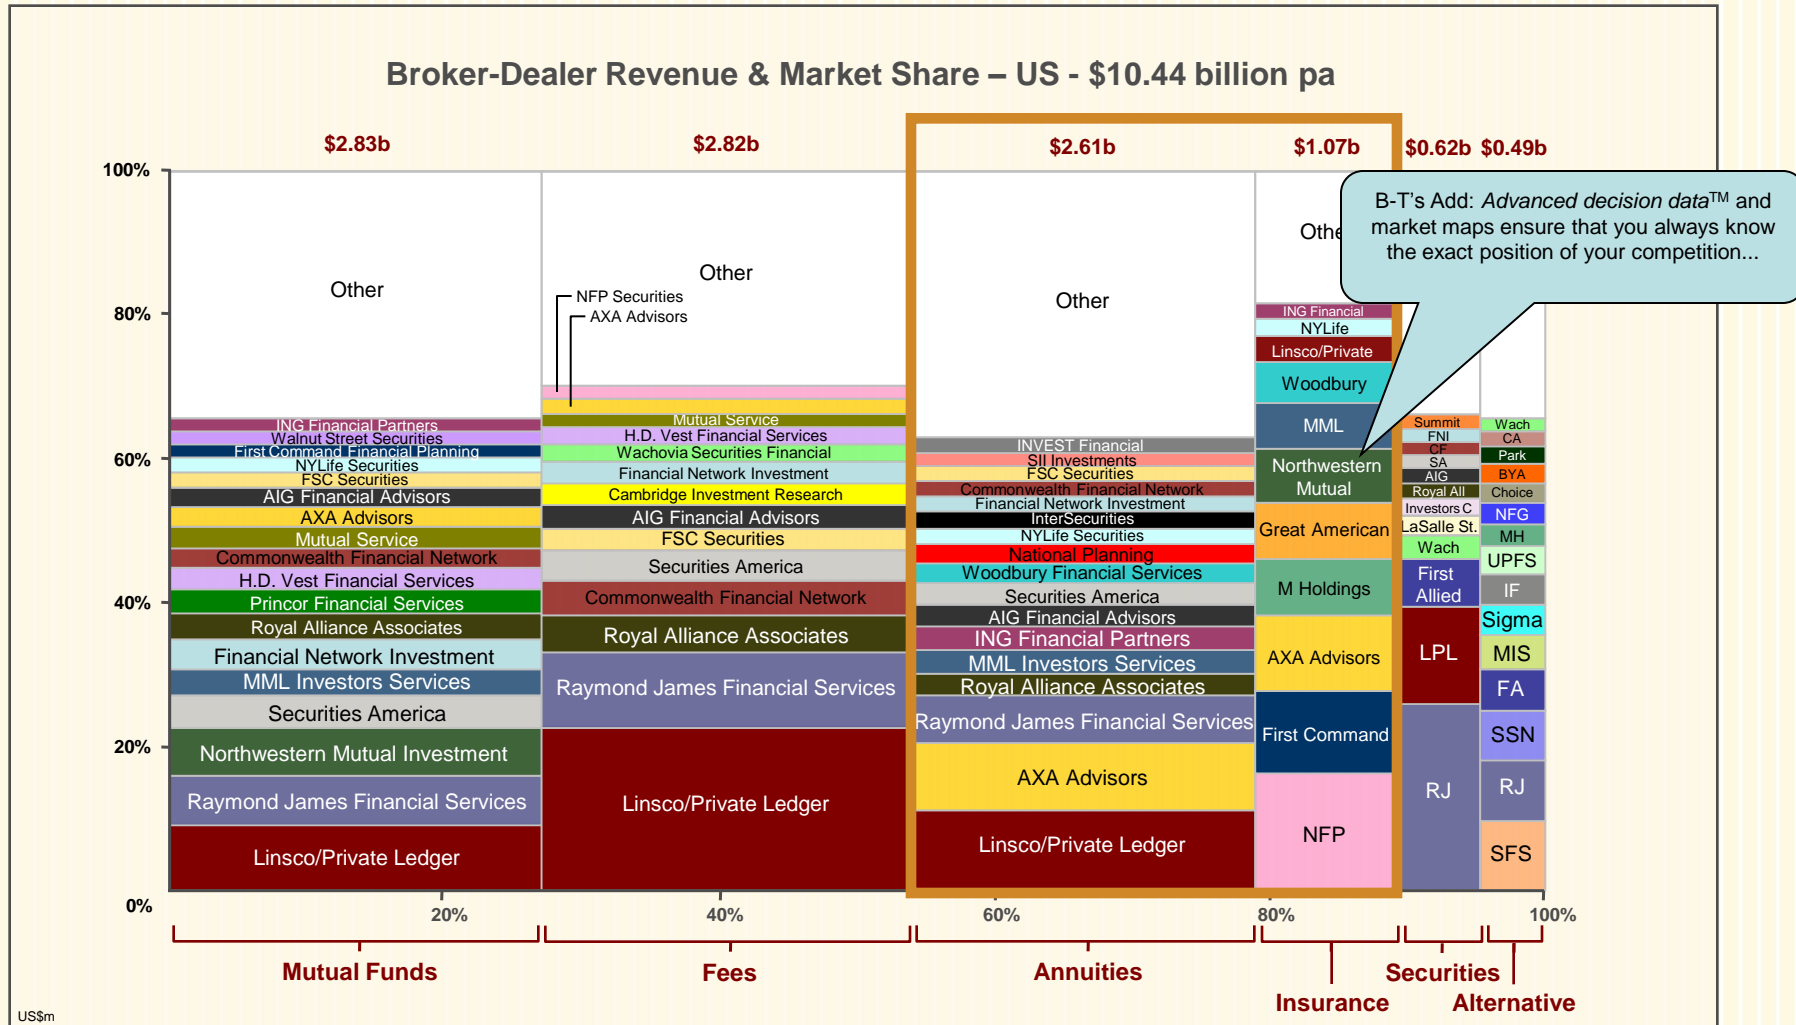 Broker-Dealer Revenue & Market Share – US - $10.44 billion pa
$2.83b
$2.82b
$2.61b
$1.07b
$0.62b
$0.49b
100%
80%
60%
40%
20%
0%
Other
ING Financial Partners
Walnut Street Securities
First Command Financial Planning
NYLife Securities
FSC Securities
AIG Financial Advisors
AXA Advisors
Mutual Service
Commonwealth Financial Network
H.D. Vest Financial Services
Princor Financial Services
Royal Alliance Associates
Financial Network Investment
MML Investors Services
Securities America
Northwestern Mutual Investment
Raymond James Financial Services
Linsco/Private Ledger
Other
NFP Securities
AXA Advisors
Mutual Service
H.D. Vest Financial Services
Wachovia Securities Financial
Financial Network Investment
Cambridge Investment Research
AIG Financial Advisors
FSC Securities
Securities America
Commonwealth Financial Network
Royal Alliance Associates
Raymond James Financial Services
Linsco/Private Ledger
Other
INVEST Financial
SII Investments
FSC Securities
Commonwealth Financial Network
Financial Network Investment
InterSecurities
NYLife Securities
National Planning
Woodbury Financial Services
Securities America
AIG Financial Advisors
ING Financial Partners
MML Investors Services
Royal Alliance Associates
Raymond James Financial Services
AXA Advisors
Linsco/Private Ledger
Othe
ING Financial
NYLife
Linsco/Private
Woodbury
MML
Northwestern
Mutual
Great American
M Holdings
AXA Advisors
First Command
NFP
B-T's Add: Advanced decision data™ and
market maps ensure that you always know
the exact position of your competition...
Summit
FNI
CF
SA
AIG
Royal All
Investors C
LaSalle St.
Wach
First
Allied
LPL
RJ
Wach
CA
Park
BYA
Choice
NFG
MH
UPFS
IF
Sigma
MIS
FA
SSN
RJ
SFS
20%
40%
60%
80%
100%
Mutual Funds
Fees
Annuities
Insurance
Securities
Alternative
US$m